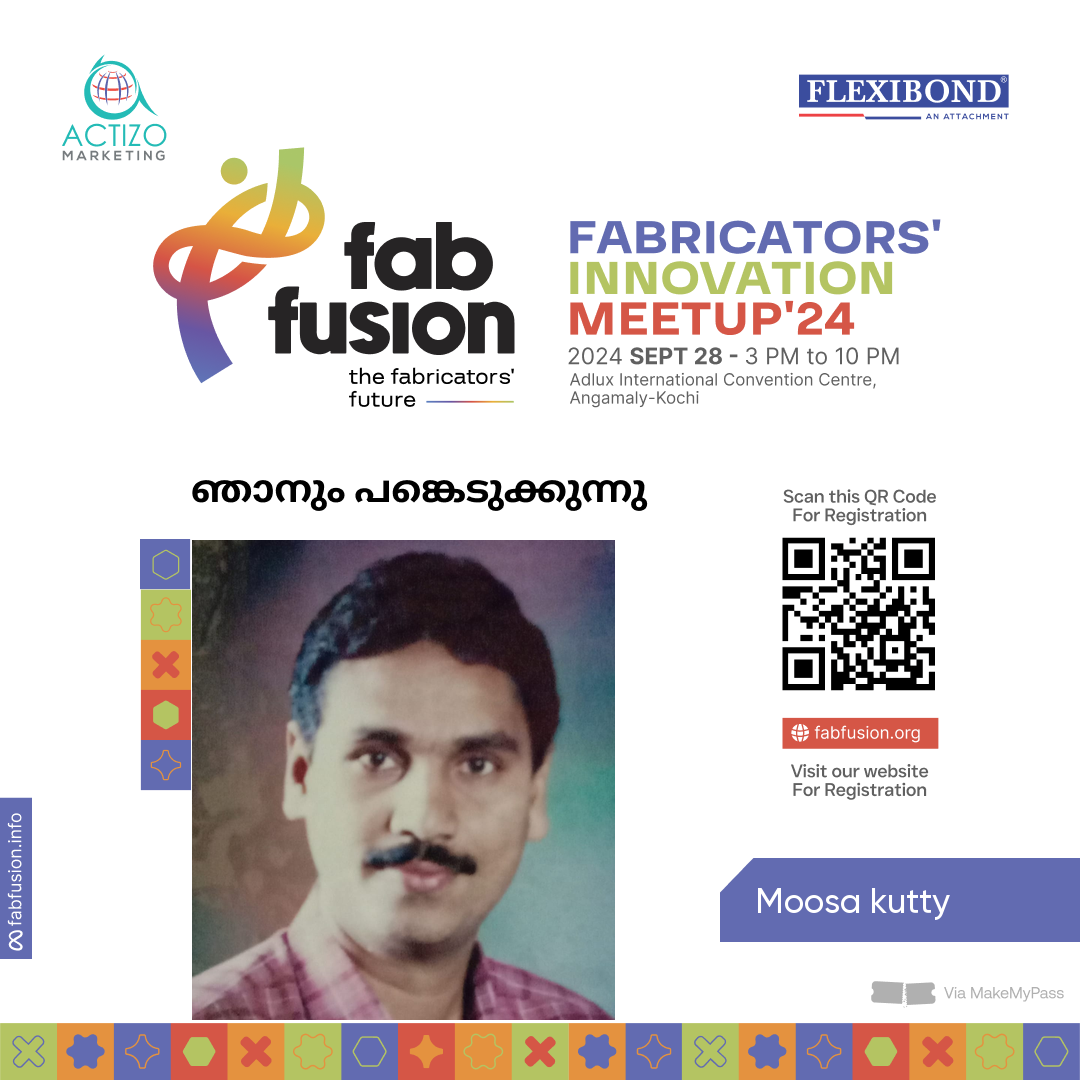 ACTIZO
MARKETING
FLEXIBOND®
AN ATTACHMENT
fab
fusion
the fabricators'
future
FABRICATORS'
INNOVATION
MEETUP'24
2024 SEPT 28 - 3 PM to 10 PM
Adlux International Convention Centre,
Angamaly-Kochi
ഞാനും പങ്കെടുക്കുന്നു
Scan this QR Code
For Registration
fabfusion.org
Visit our website
For Registration
fabfusion.info
Moosa kutty
Via MakeMyPass